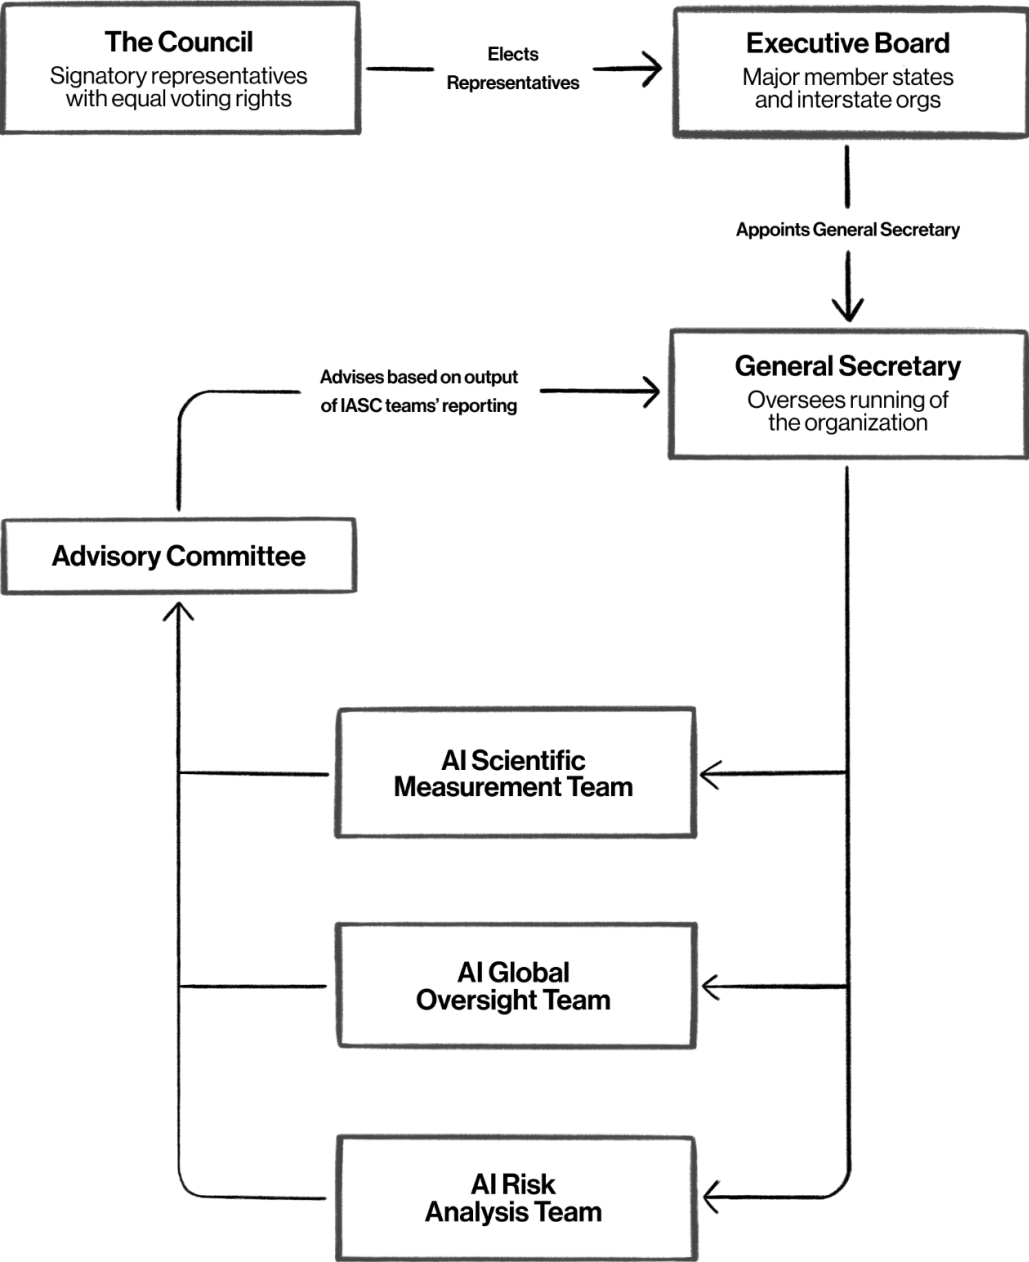 The Council
Signatory representatives
with equal voting rights
Elects
Representatives
Executive Board
Major member states
and interstate orgs
Appoints General Secretary
General Secretary
Oversees running of
the organization
Advises based on output
of IASC teams’ reporting
Advisory Committee
AI Scientific
Measurement Team
AI Global
Oversight Team
AI Risk
Analysis Team